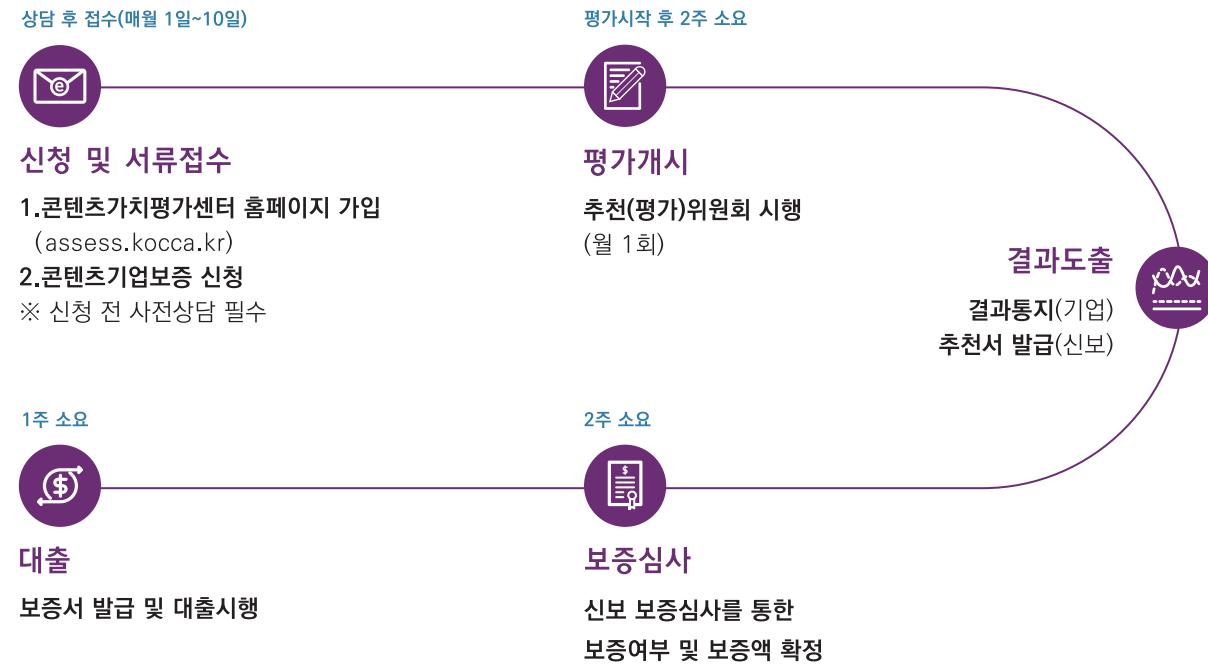 상담 후 접수(매월 1일~10일)
신청 및 서류접수
1.콘텐츠가치평가센터 홈페이지 가입
(assess.kocca.kr)
2.콘텐츠기업보증 신청
※ 신청 전 사전상담 필수
평가시작 후 2주 소요
평가개시
추천(평가)위원회 시행
(월 1회)
결과도출
결과통지(기업)
추천서 발급(신보)
2주 소요
보증심사
신보 보증심사를 통한
보증여부 및 보증액 확정
1주 소요
대출
보증서 발급 및 대출시행